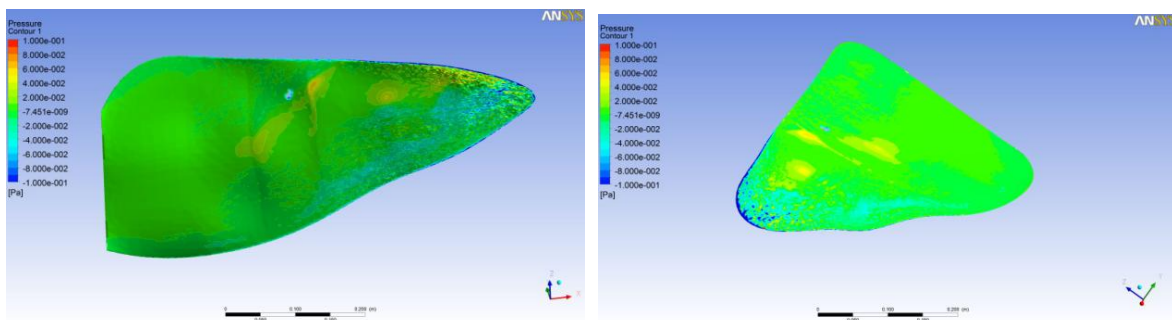 ANSYS
Pressure
Contour 1
1.000e-001
8.000e-002
6.000e-002
4.000e-002
2.000e-002
-7.451e-009
-2.000e-002
-4.000e-002
-6.000e-002
-8.000e-002
-1.000e-001
[Pa]
Z
X
0 0.100 0.200 (m)
ANSYS
Pressure
Contour 1
1.000e-001
8.000e-002
6.000e-002
4.000e-002
2.000e-002
-7.451e-009
-2.000e-002
-4.000e-002
-6.000e-002
-8.000e-002
-1.000e-001
[Pa]
Z
Y
0 0.100 0.200 (m)